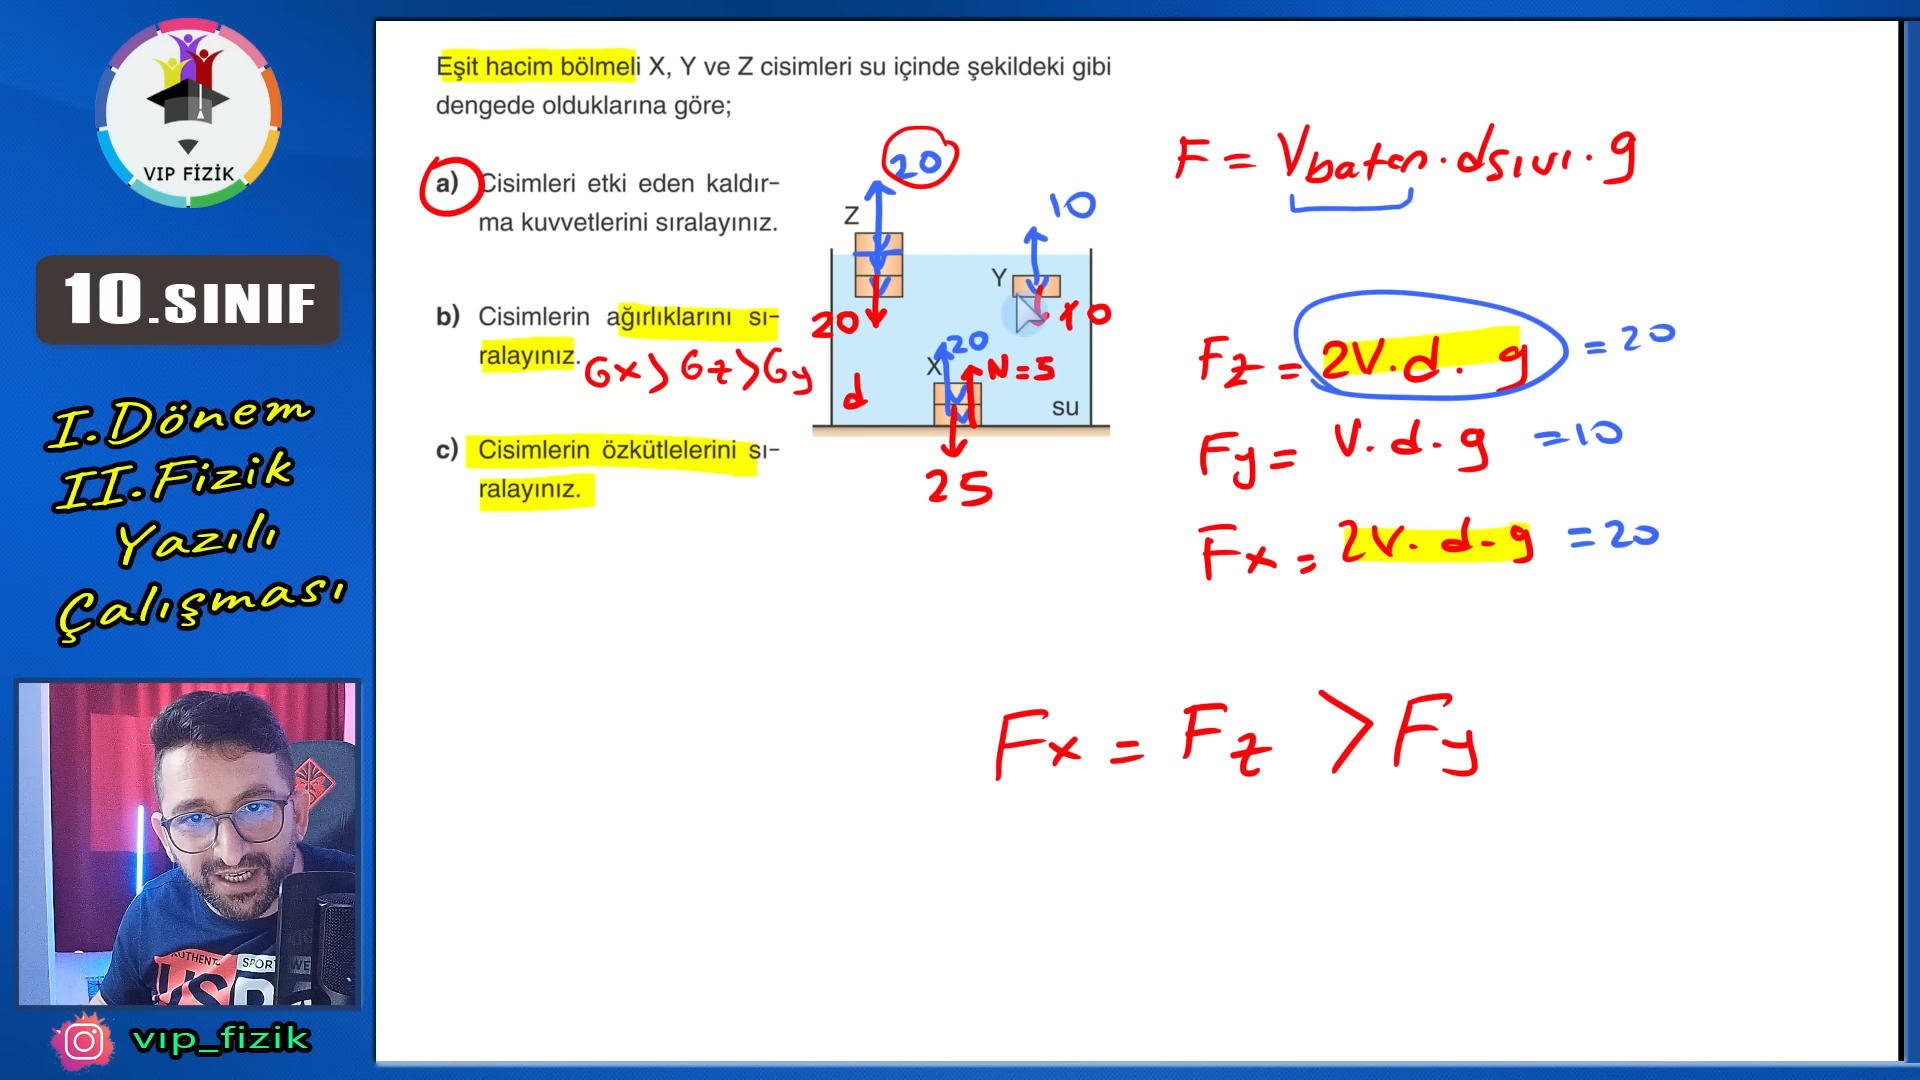 VIP FİZİK
10.SINIF
I.Dönem
II.Fizik
Yazılı
Çalışması
AUTHENT
SPORT
vıp_fizik
Eşit hacim bölmeli X, Y ve Z cisimleri su içinde şekildeki gibi
dengede olduklarına göre;
a) Cisimleri etki eden kaldır-
ma kuvvetlerini sıralayınız.
b) Cisimlerin ağırlıklarını sı-
ralayınız. Gx > Gz > Gy
c) Cisimlerin özkütlelerini sı-
ralayınız.
20
Z
10
Y
20
10
20
X
N=5
d
su
25
F = Vbatan . dsıvı . g
Fz = 2V.d.g = 20
Fy = V.d.g = 10
Fx = 2V.d.g = 20
Fx = Fz > Fy